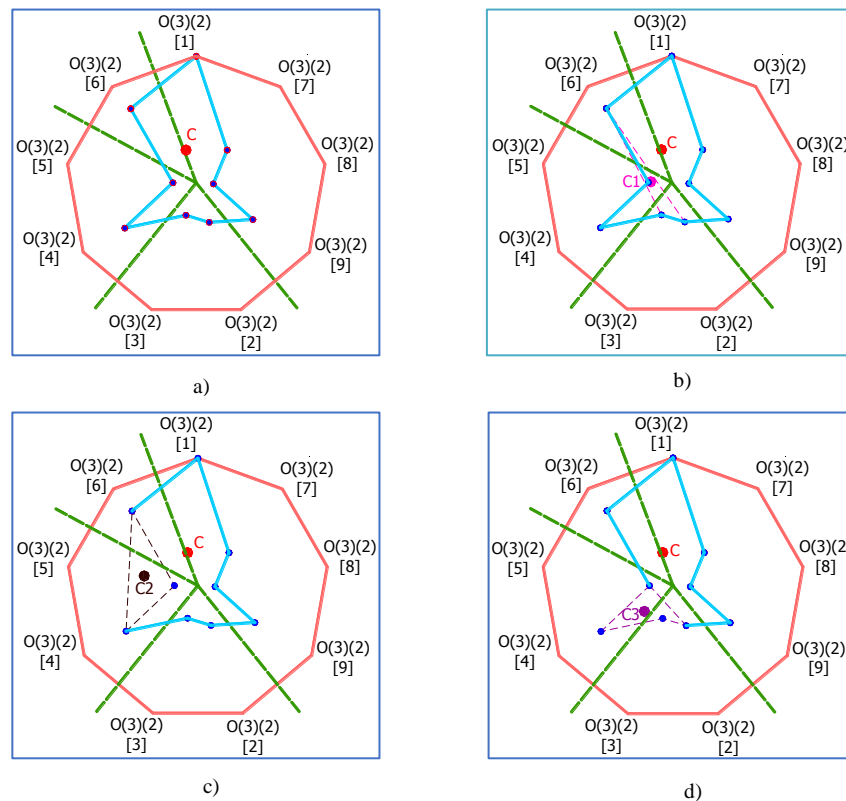 O(3)(2)
[1]
O(3)(2)
[6]
O(3)(2)
[7]
O(3)(2)
[5]
C
O(3)(2)
[8]
O(3)(2)
[4]
O(3)(2)
[9]
O(3)(2)
[3]
O(3)(2)
[2]
a)
O(3)(2)
[1]
O(3)(2)
[6]
O(3)(2)
[7]
O(3)(2)
[5]
C
O(3)(2)
[8]
C1
O(3)(2)
[4]
O(3)(2)
[9]
O(3)(2)
[3]
O(3)(2)
[2]
b)
O(3)(2)
[1]
O(3)(2)
[6]
O(3)(2)
[7]
O(3)(2)
[5]
C
O(3)(2)
[8]
C2
O(3)(2)
[4]
O(3)(2)
[9]
O(3)(2)
[3]
O(3)(2)
[2]
c)
O(3)(2)
[1]
O(3)(2)
[6]
O(3)(2)
[7]
O(3)(2)
[5]
C
O(3)(2)
[8]
C3
O(3)(2)
[4]
O(3)(2)
[9]
O(3)(2)
[3]
O(3)(2)
[2]
d)